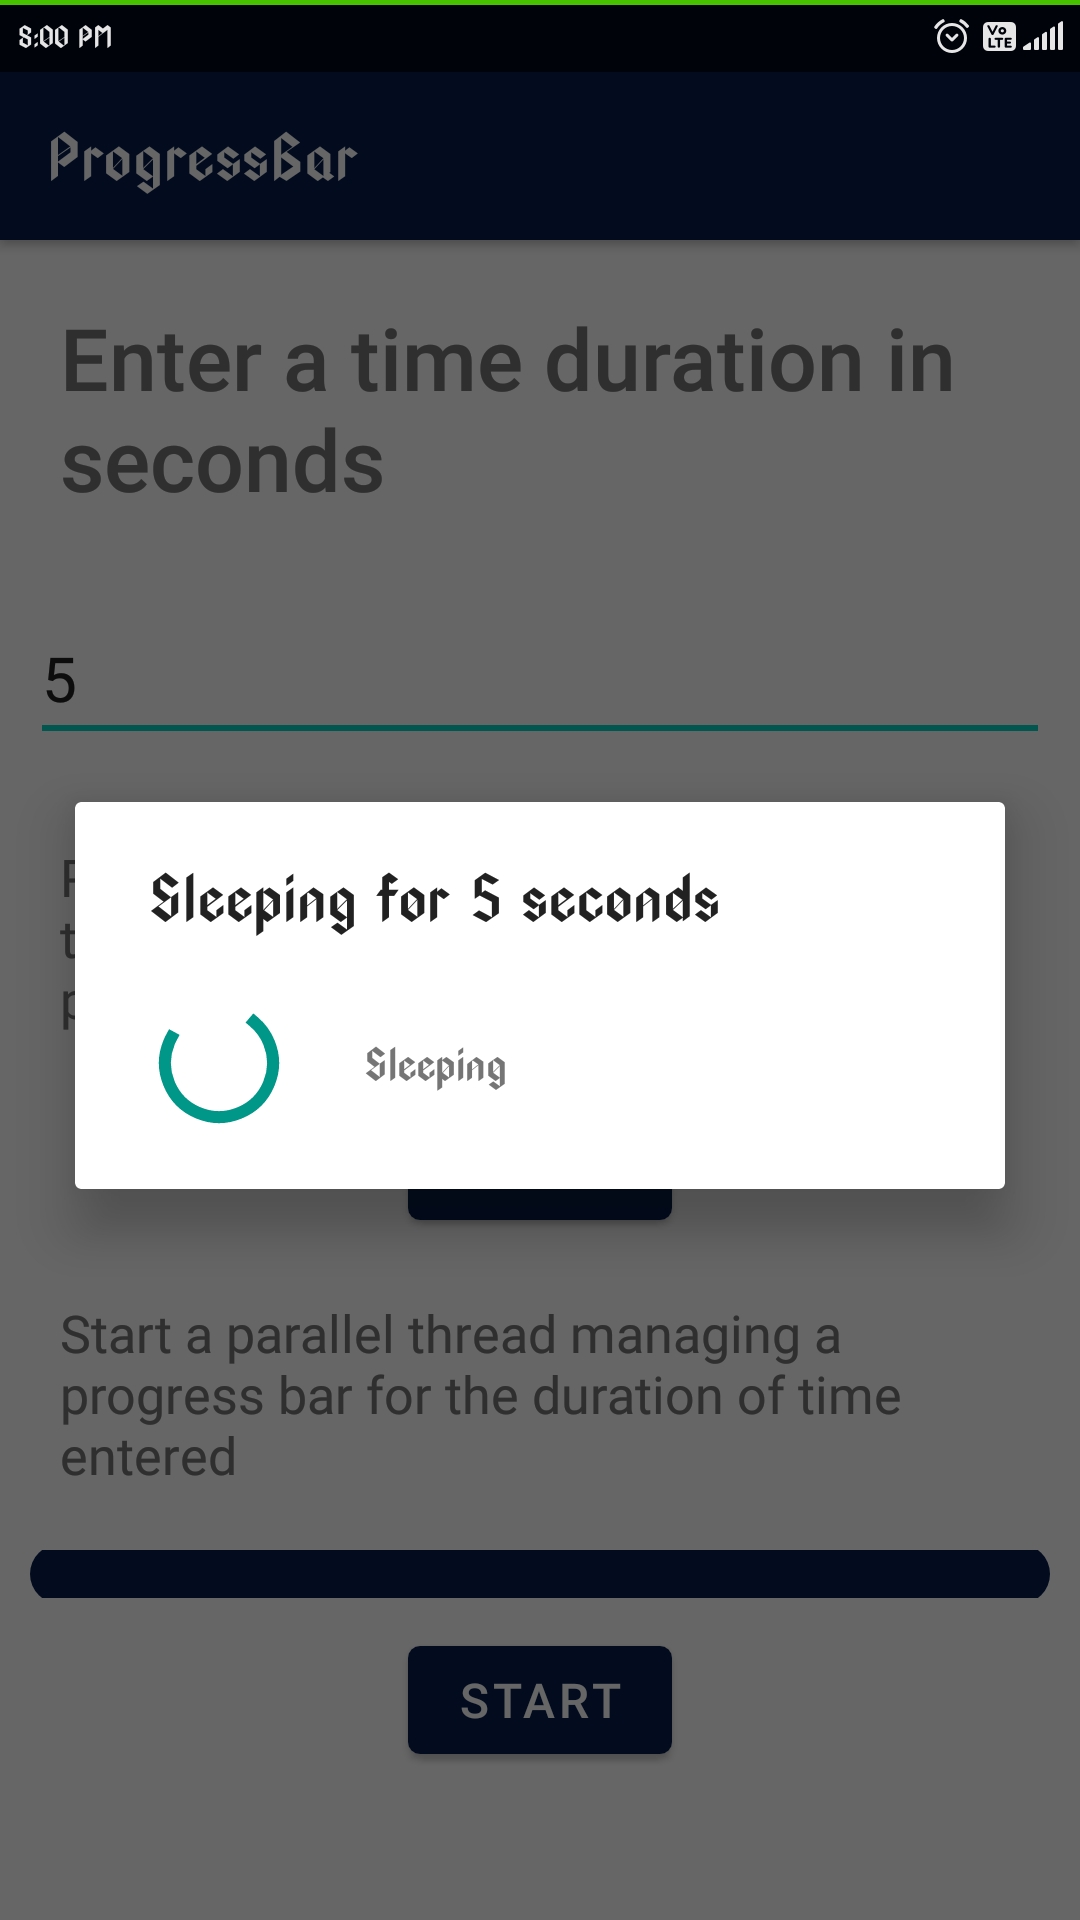 8:00 PM
Vo LTE
ProgressBar
Enter a time duration in
seconds
5
Sleeping for 5 seconds
Sleeping
Start a parallel thread managing a
progress bar for the duration of time
entered
START